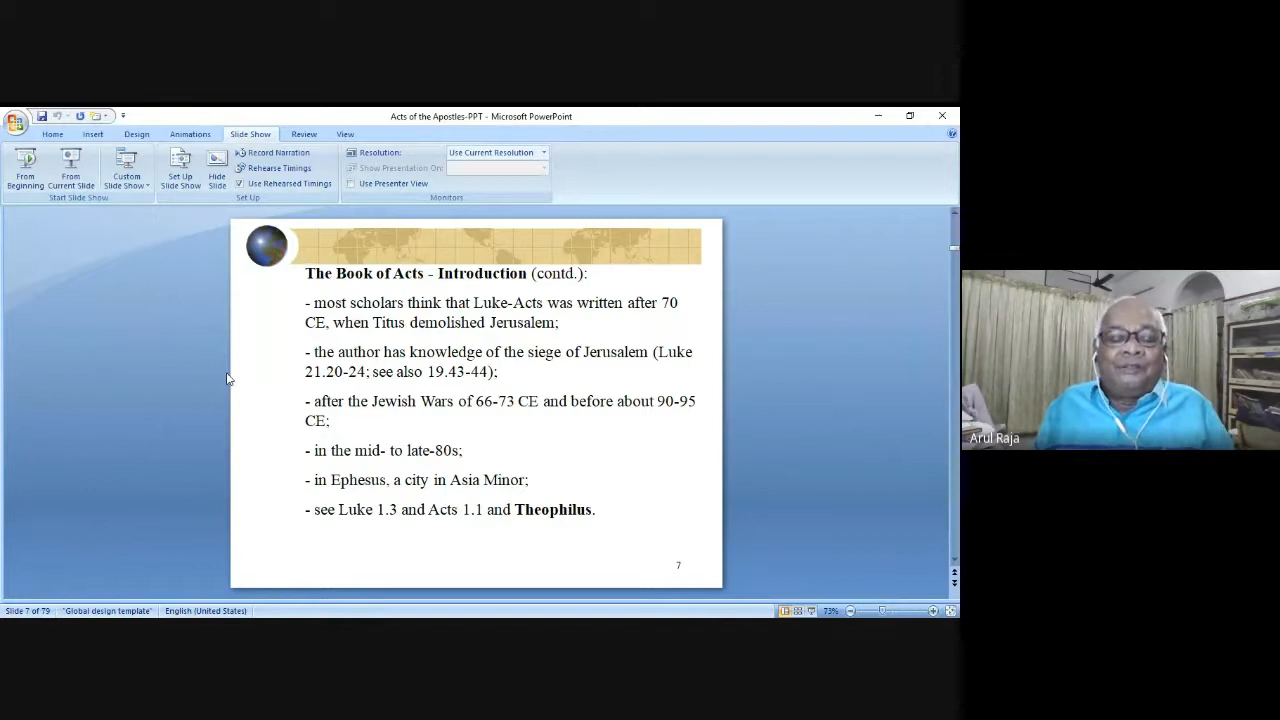 Acts of the Apostles-PPT - Microsoft PowerPoint
Home Insert Design Animations Slide Show Review View
From Beginning
From Current Slide
Custom Slide Show
Set Up Slide Show
Hide Slide
Record Narration
Rehearse Timings
Use Rehearsed Timings
Resolution: Use Current Resolution
Show Presentation On:
Use Presenter View
Start Slide Show Set Up Monitors
The Book of Acts - Introduction (contd.):
- most scholars think that Luke-Acts was written after 70
CE, when Titus demolished Jerusalem;
- the author has knowledge of the siege of Jerusalem (Luke
21.20-24; see also 19.43-44);
- after the Jewish Wars of 66-73 CE and before about 90-95
CE;
- in the mid- to late-80s;
- in Ephesus, a city in Asia Minor;
- see Luke 1.3 and Acts 1.1 and Theophilus.
7
Arul Raja
Slide 7 of 79 "Global design template" English (United States) 73%